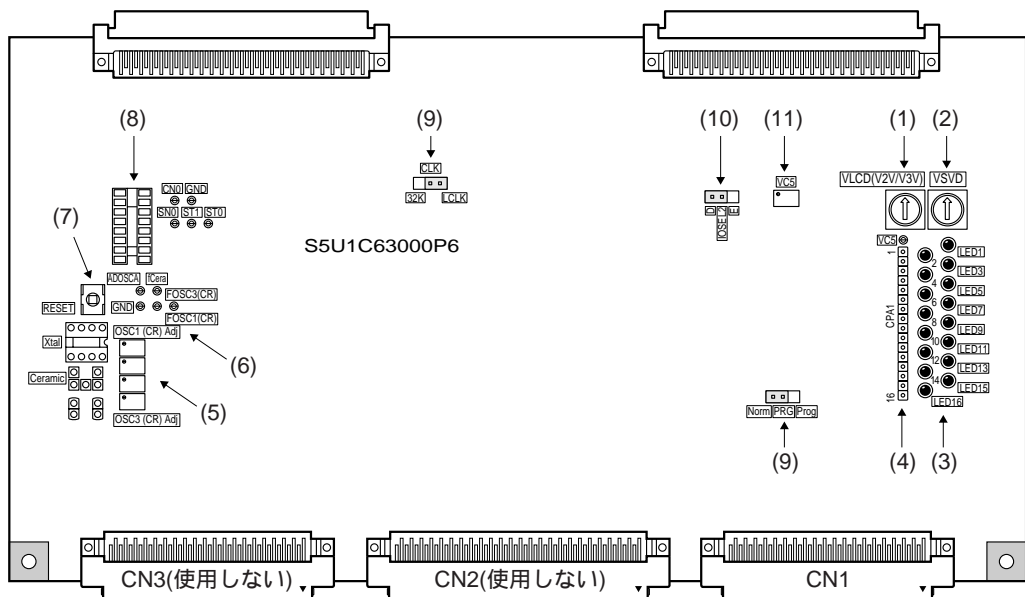 (8)
(9)
(10)
(11)
(1)
(2)
CLK
32K
LCLK
VC5
VLCD(V2V//V3V)
VSVD
CN0
GND
SN0
ST1
ST0
D
IOSEL2
E
(7)
S5U1C63000P6
VC5
1
LED1
2
LED3
ADOSCA
fCera
4
LED5
FOSC3(CR)
RESET
GND
6
LED7
FOSC1(CR)
CPA1
8
LED9
OSC1 (CR) Adj
Xtal
10
LED11
(6)
12
LED13
Ceramic
14
LED15
(5)
16
LED16
OSC3 (CR) Adj
Norm
PRG
Prog
(9)
(4)
(3)
CN3(使用しない)
CN2(使用しない)
CN1